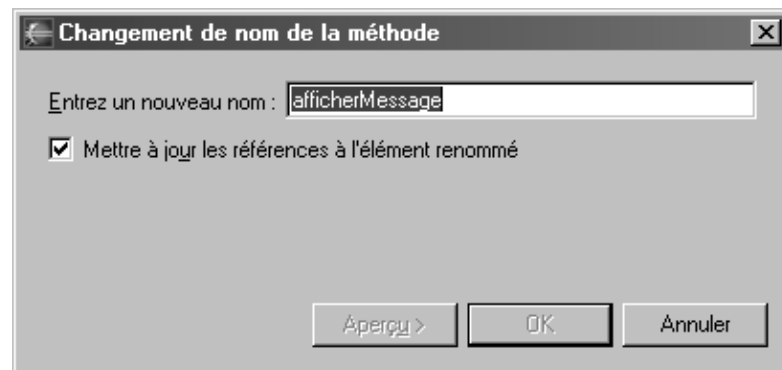 Changement de nom de la méthode
Entrez un nouveau nom : afficherMessage
Mettre à jour les références à l'élément renommé
Aperçu > OK Annuler